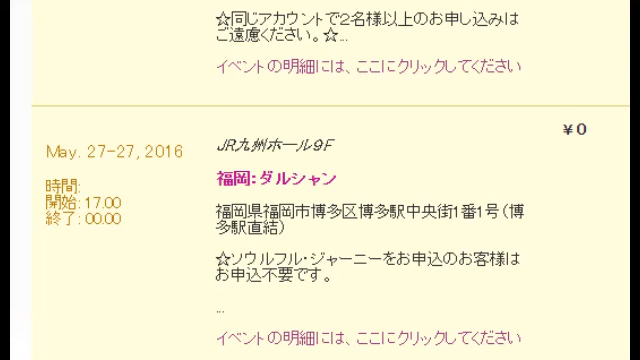 ☆同じアカウントで2名様以上のお申し込みは
ご遠慮ください。☆...
イベントの明細には、ここにクリックしてください
¥0
May. 27-27, 2016
JR九州ホール9F
福岡：ダルシャン
時間:
開始: 17.00
終了: 00.00
福岡県福岡市博多区博多駅中央街1番1号（博
多駅直結）
☆ソウルフル・ジャーニーをお申込のお客様は
お申込不要です。
...
イベントの明細には、ここにクリックしてください